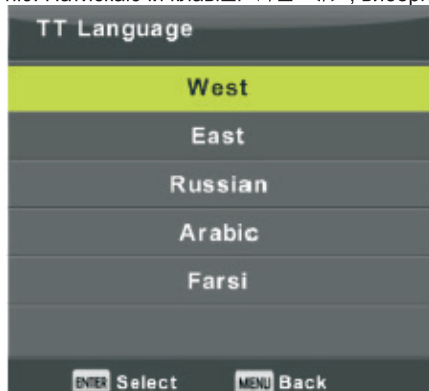 TT Language
West
East
Russian
Arabic
Farsi
ENTER Select MENU Back